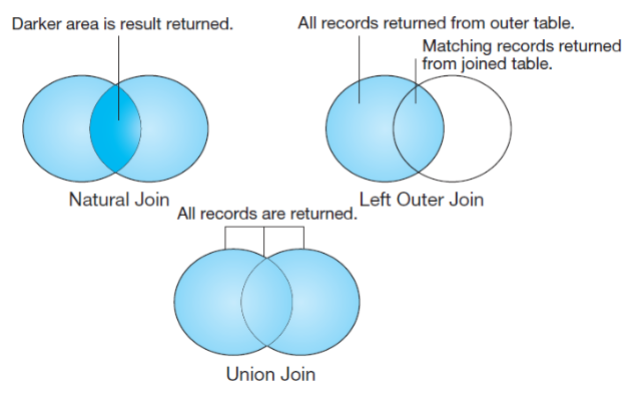 Darker area is result returned.
All records returned from outer table.
Matching records returned
from joined table.
Natural Join
Left Outer Join
All records are returned.
Union Join